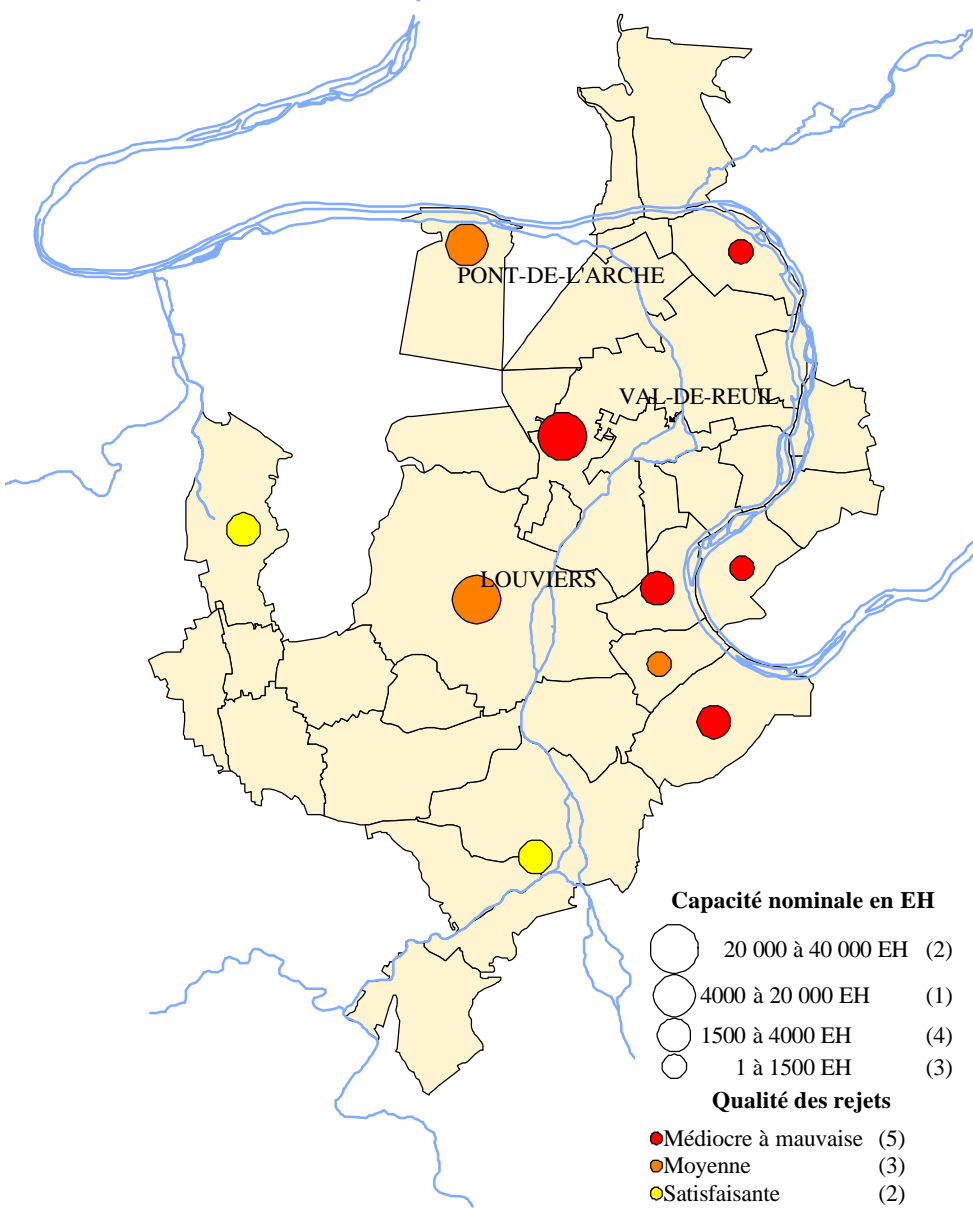 PONT-DE-L'ARCHE
VAL-DE-REUIL
LOUVIERS
Capacité nominale en EH
20 000 à 40 000 EH (2)
4000 à 20 000 EH (1)
1500 à 4000 EH (4)
1 à 1500 EH (3)
Qualité des rejets
Médiocre à mauvaise (5)
Moyenne (3)
Satisfaisante (2)